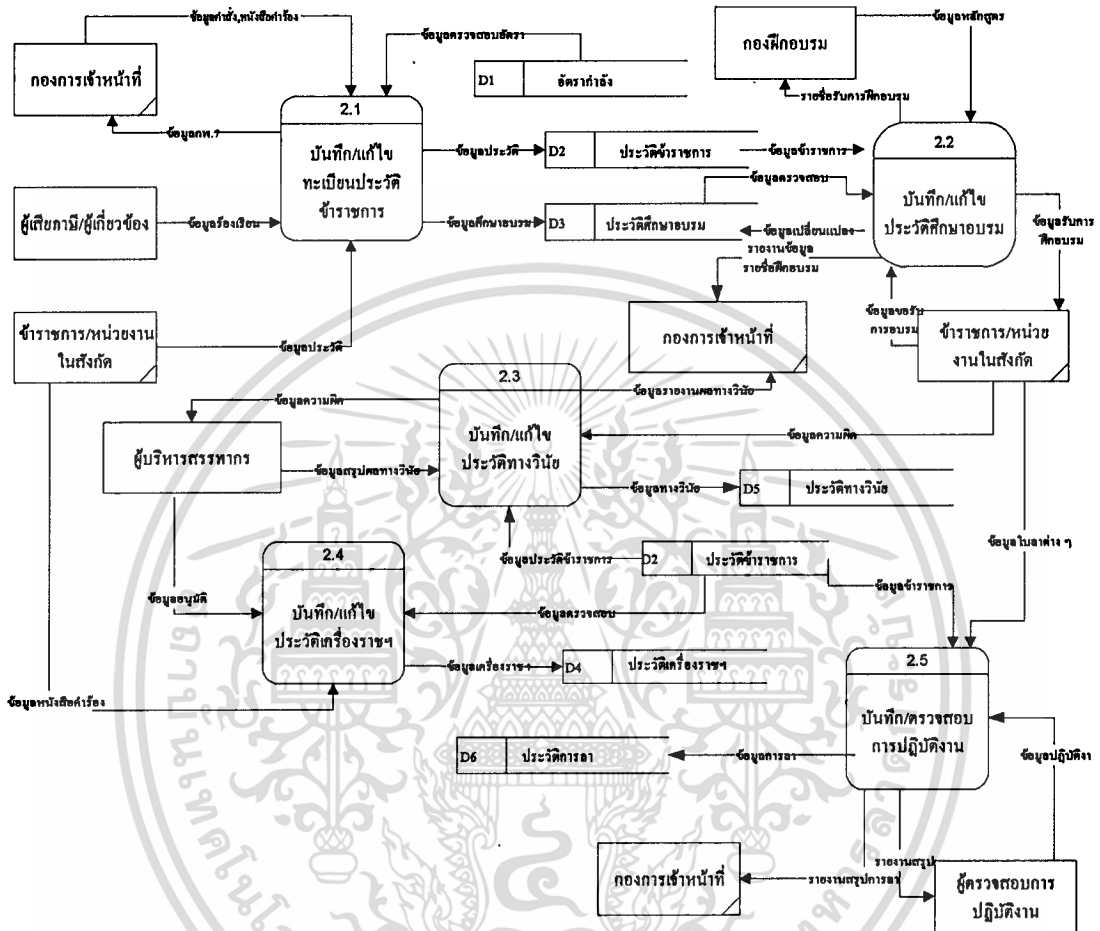 ข้อมูลคำสั่ง,หนังสือคำร้อง
ข้อมูลหลักสูตร
ข้อมูลตรวจสอบอัตรา
กองการเจ้าหน้าที่
กองฝึกอบรม
D1 อัตรากำลัง
รายชื่อรับการฝึกอบรม
2.1
บันทึก/แก้ไข
ทะเบียนประวัติ
ข้าราชการ
ข้อมูลกพ.7
2.2
บันทึก/แก้ไข
ประวัติศึกษาอบรม
ข้อมูลประวัติ
D2 ประวัติข้าราชการ
ข้อมูลข้าราชการ
ข้อมูลตรวจสอบ
ผู้เสียภาษี/ผู้เกี่ยวข้อง
ข้อมูลร้องเรียน
ข้อมูลศึกษาอบรม
D3 ประวัติศึกษาอบรม
ข้อมูลเปลี่ยนแปลง
ข้อมูลรับการ
ฝึกอบรม
รายงานข้อมูล
รายชื่อฝึกอบรม
ข้าราชการ/หน่วยงาน
ในสังกัด
ข้อมูลประวัติ
กองการเจ้าหน้าที่
ข้อมูลขอรับ
การอบรม
ข้าราชการ/หน่วย
งานในสังกัด
2.3
บันทึก/แก้ไข
ประวัติทางวินัย
ข้อมูลรายงานผลทางวินัย
ข้อมูลความผิด
ข้อมูลความผิด
ผู้บริหารสรรพากร
ข้อมูลสรุปผลทางวินัย
ข้อมูลทางวินัย
D5 ประวัติทางวินัย
ข้อมูลใบลาต่าง ๆ
2.4
บันทึก/แก้ไข
ประวัติเครื่องราชฯ
ข้อมูลประวัติข้าราชการ
D2 ประวัติข้าราชการ
ข้อมูลข้าราชการ
ข้อมูลอนุมัติ
ข้อมูลตรวจสอบ
ข้อมูลเครื่องราชฯ
D4 ประวัติเครื่องราชฯ
ข้อมูลหนังสือคำร้อง
2.5
บันทึก/ตรวจสอบ
การปฏิบัติงาน
D6 ประวัติการลา
ข้อมูลการลา
ข้อมูลปฏิบัติงา
กองการเจ้าหน้าที่
รายงานสรุป
รายงานสรุปการลา
ผู้ตรวจสอบการ
ปฏิบัติงาน